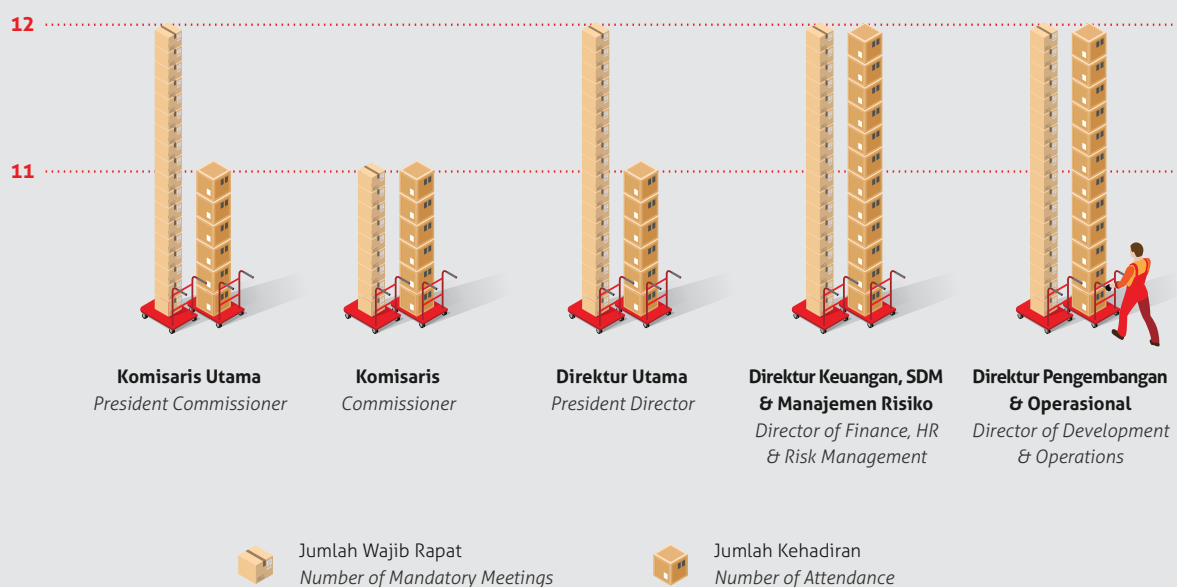 12
11
Komisaris Utama
President Commissioner
Komisaris
Commissioner
Direktur Utama
President Director
Direktur Keuangan, SDM
& Manajemen Risiko
Director of Finance, HR
& Risk Management
Direktur Pengembangan
& Operasional
Director of Development
& Operations
Jumlah Wajib Rapat
Number of Mandatory Meetings
Jumlah Kehadiran
Number of Attendance